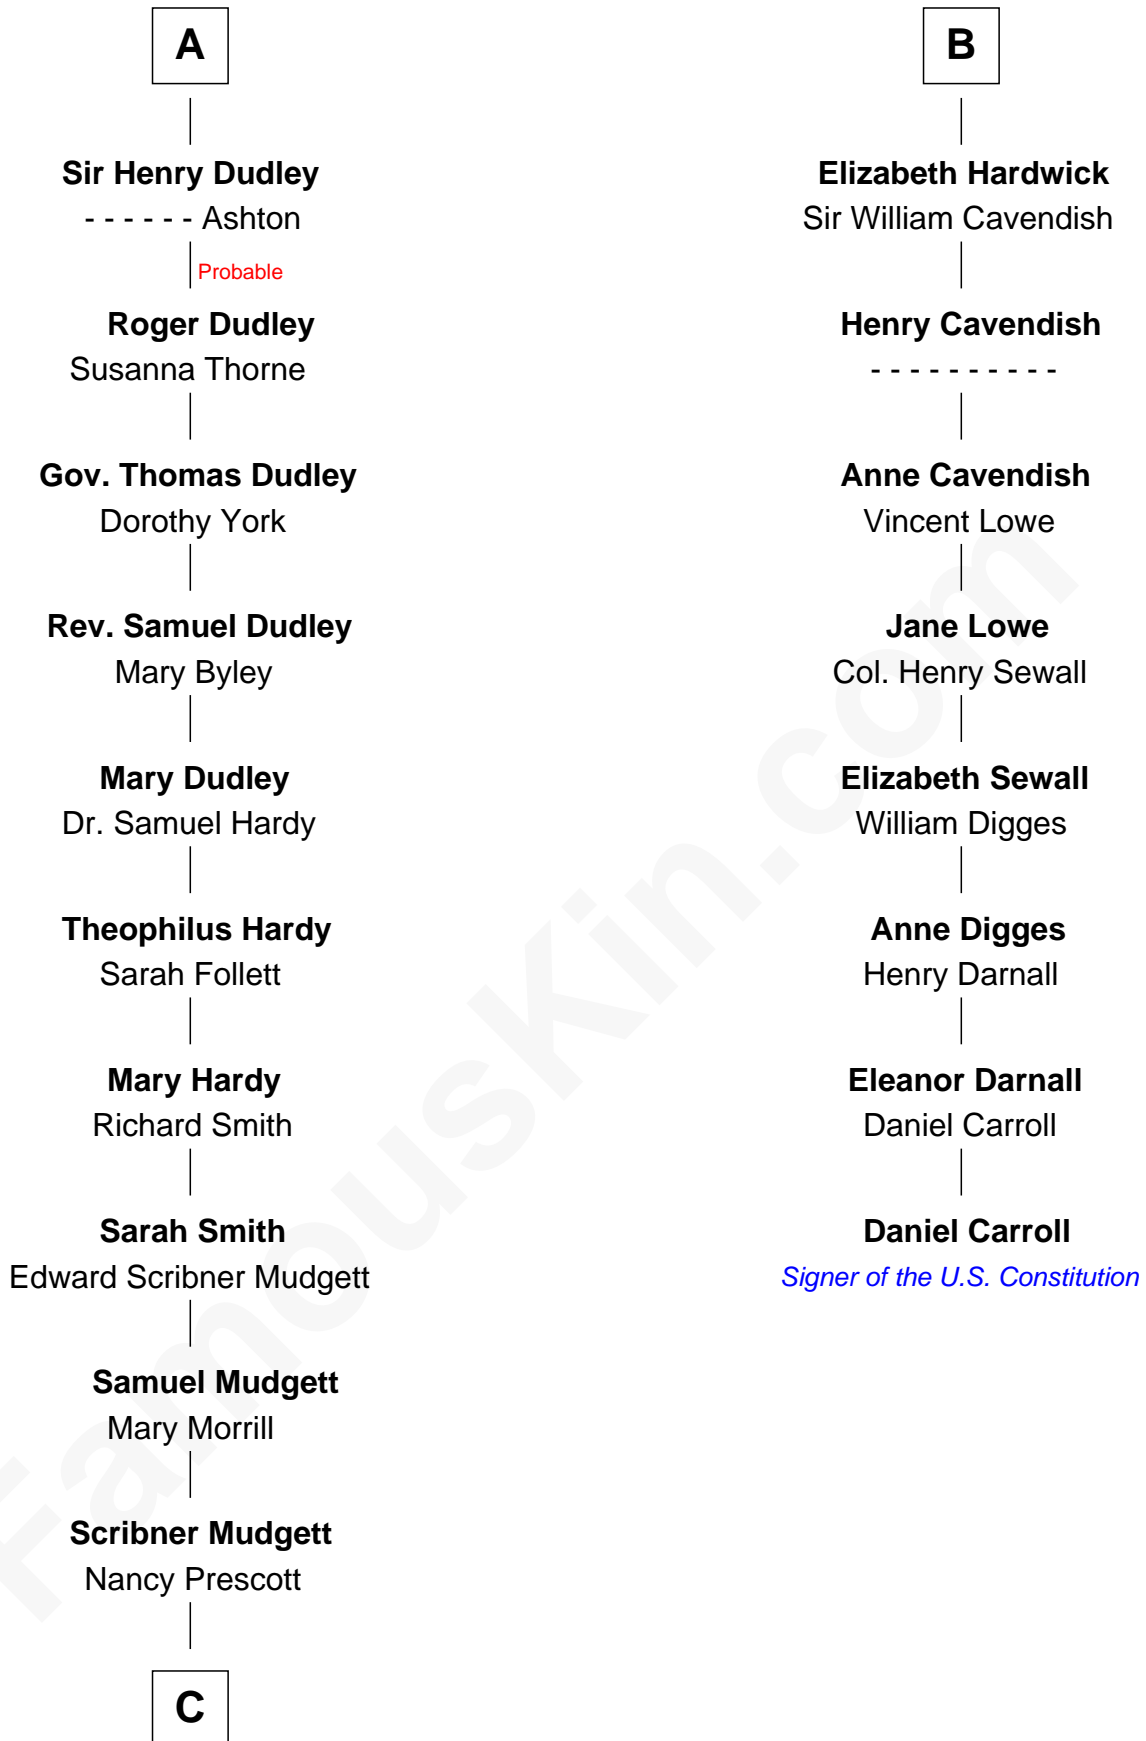 A
Sir Henry Dudley
- - - - - - Ashton
Probable
Roger Dudley
Susanna Thorne
Gov. Thomas Dudley
Dorothy York
Rev. Samuel Dudley
Mary Byley
Mary Dudley
Dr. Samuel Hardy
Theophilus Hardy
Sarah Follett
Mary Hardy
Richard Smith
Sarah Smith
Edward Scribner Mudgett
Samuel Mudgett
Mary Morrill
Scribner Mudgett
Nancy Prescott
C
B
Elizabeth Hardwick
Sir William Cavendish
Henry Cavendish
- - - - - - - - - -
Anne Cavendish
Vincent Lowe
Jane Lowe
Col. Henry Sewall
Elizabeth Sewall
William Digges
Anne Digges
Henry Darnall
Eleanor Darnall
Daniel Carroll
Daniel Carroll
Signer of the U.S. Constitution
FamousKin.com